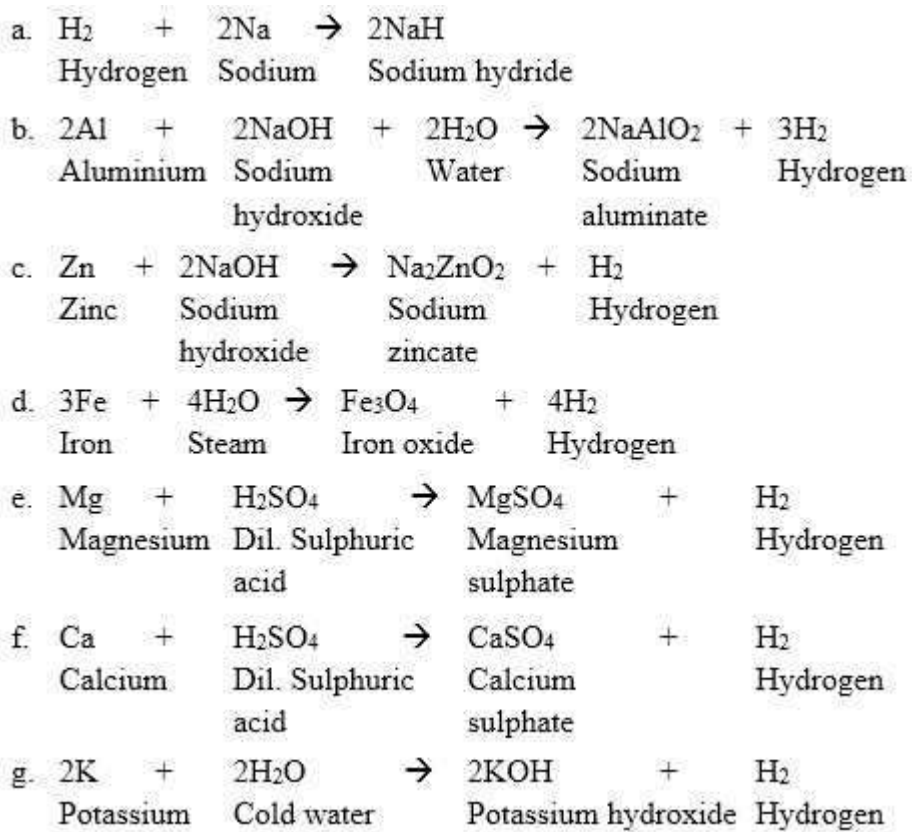 a. H₂ + 2Na → 2NaH
Hydrogen Sodium Sodium hydride
b. 2Al + 2NaOH + 2H₂O → 2NaAlO₂ + 3H₂
Aluminium Sodium Water Sodium Hydrogen
hydroxide aluminate
c. Zn + 2NaOH → Na₂ZnO₂ + H₂
Zinc Sodium Sodium Hydrogen
hydroxide zincate
d. 3Fe + 4H₂O → Fe₃O₄ + 4H₂
Iron Steam Iron oxide Hydrogen
e. Mg + H₂SO₄ → MgSO₄ + H₂
Magnesium Dil. Sulphuric Magnesium Hydrogen
acid sulphate
f. Ca + H₂SO₄ → CaSO₄ + H₂
Calcium Dil. Sulphuric Calcium Hydrogen
acid sulphate
g. 2K + 2H₂O → 2KOH + H₂
Potassium Cold water Potassium hydroxide Hydrogen